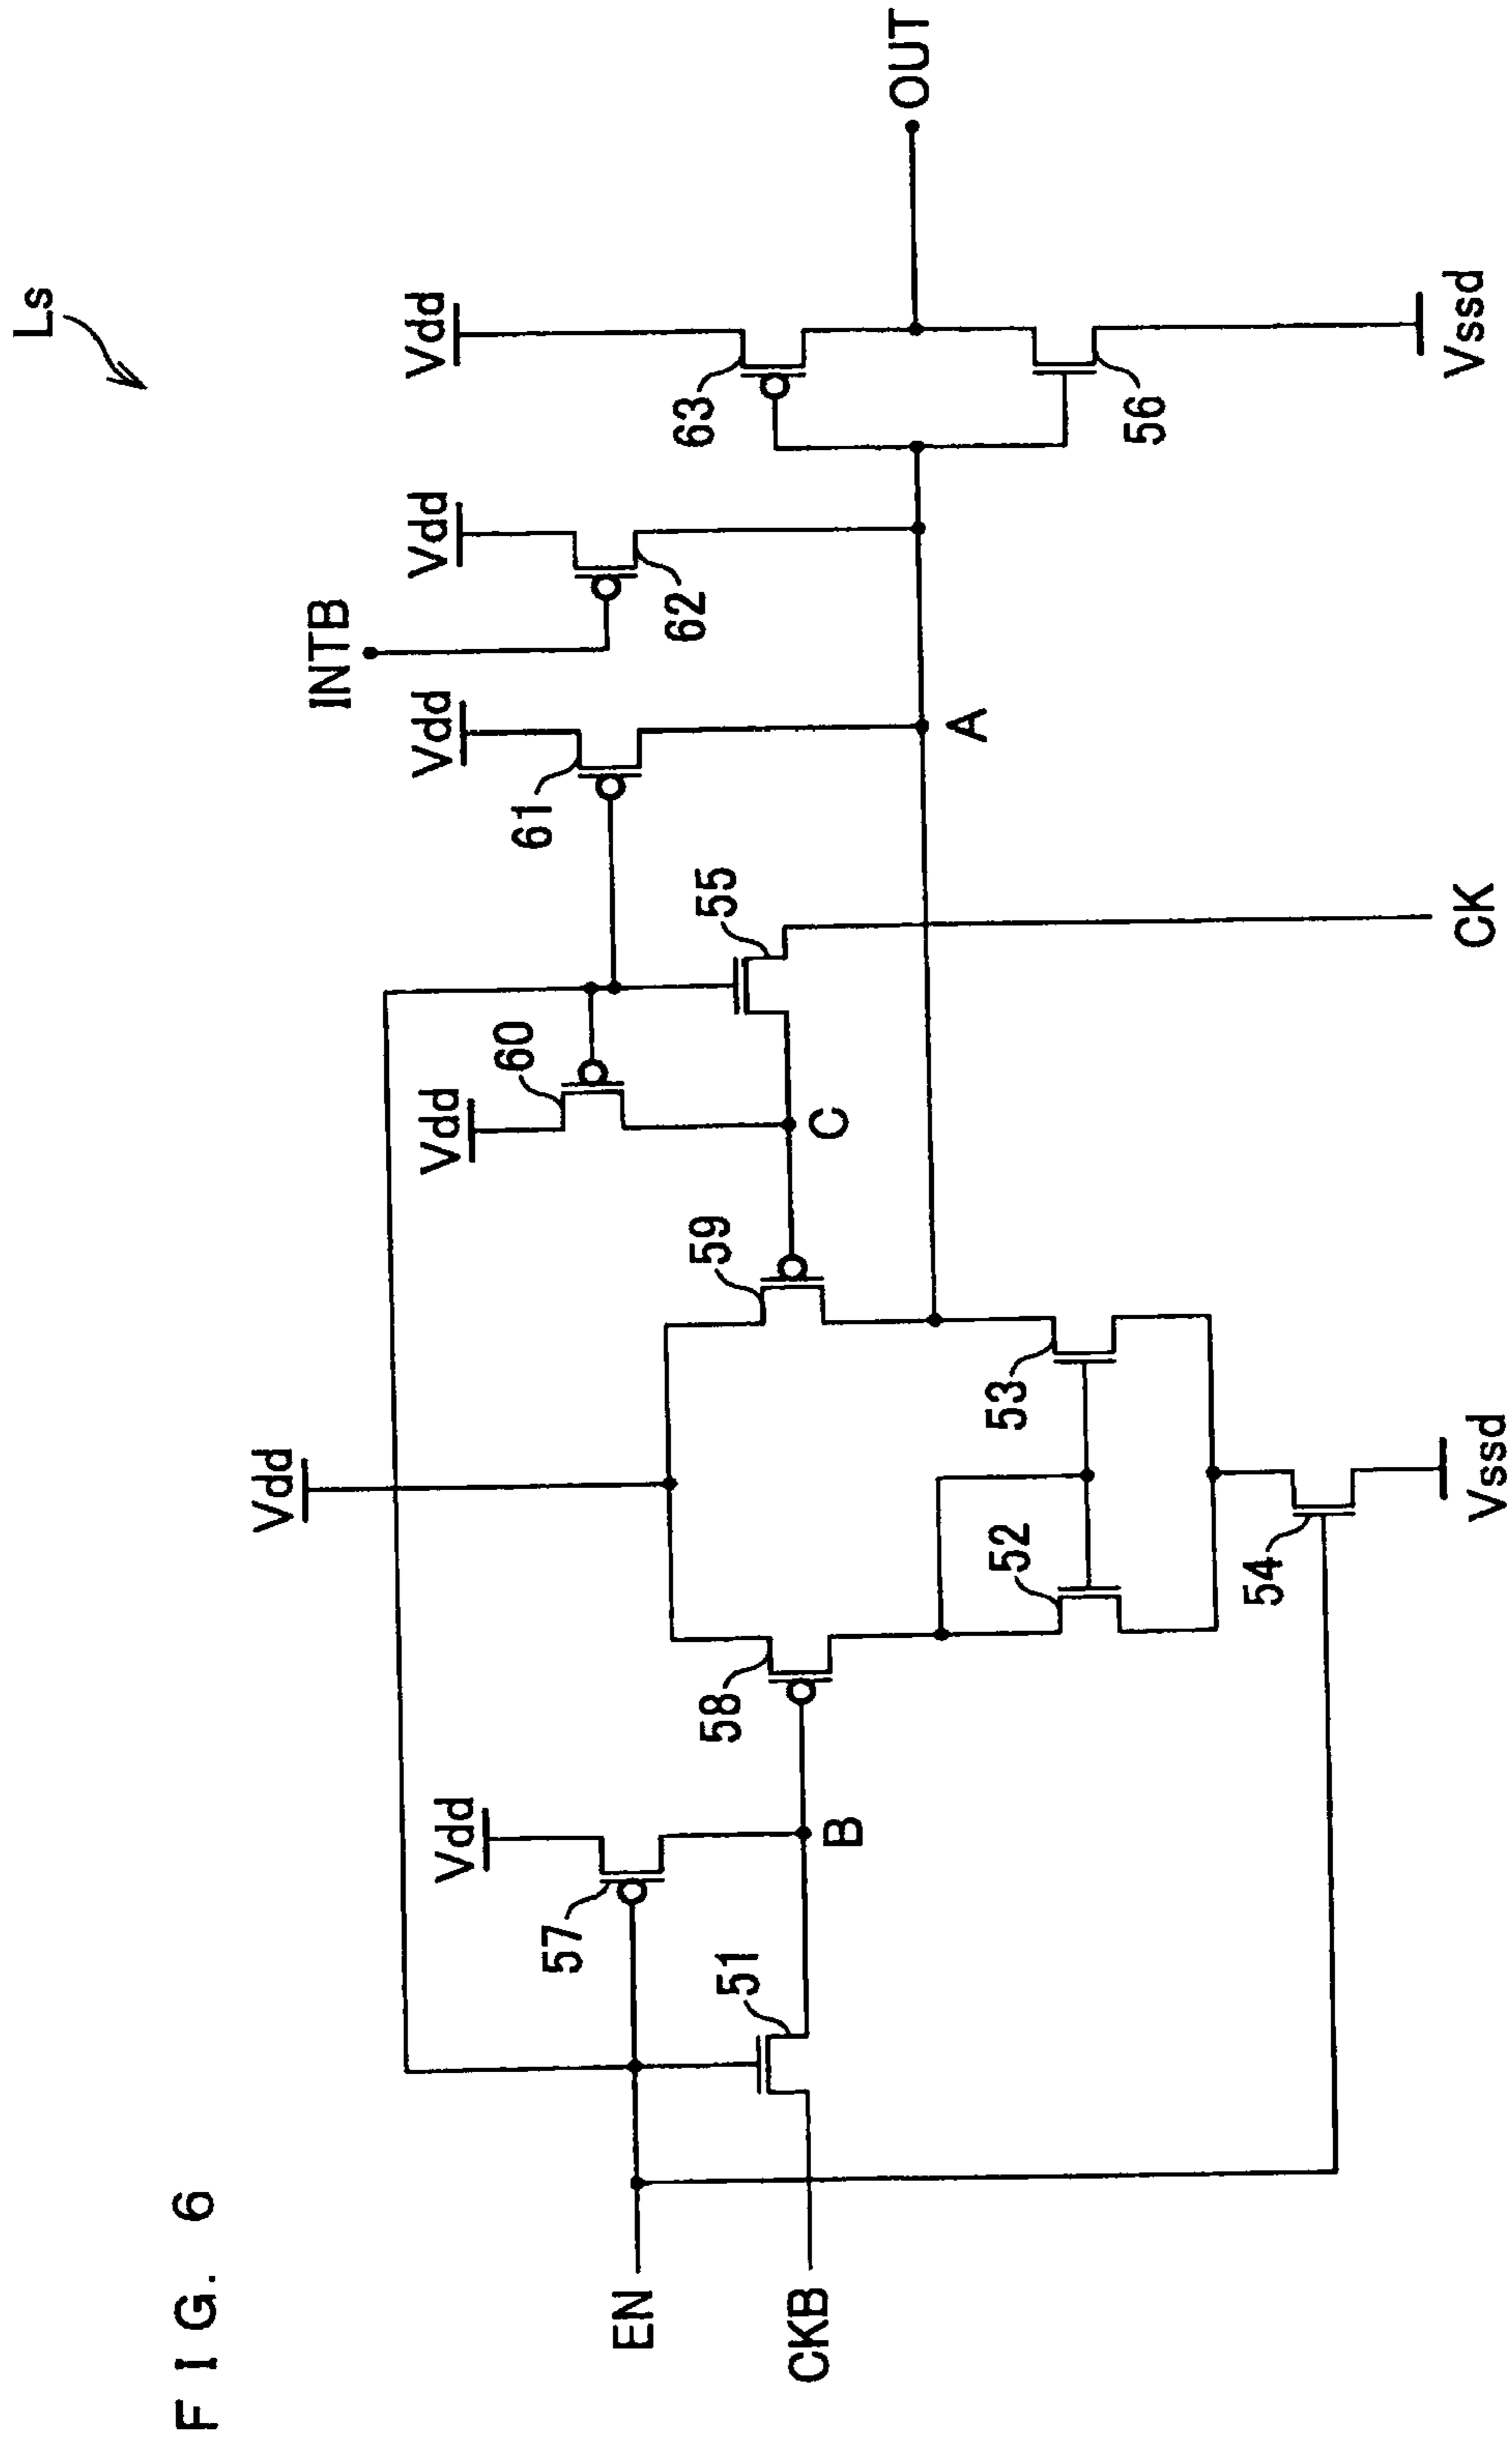 FIG. 6
Ls
Vdd
Vdd
Vdd
Vdd
Vdd
Vdd
INTB
57
58
59
60
61
62
63
EN
51
55
B
C
A
OUT
CKB
52
53
54
56
Vssd
CK
Vssd